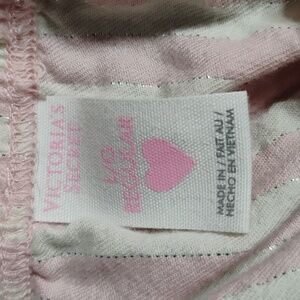 VICTORIA'S
SECRET
L/G
REGULAR
MADE IN / FAIT AU /
HECHO EN VIETNAM